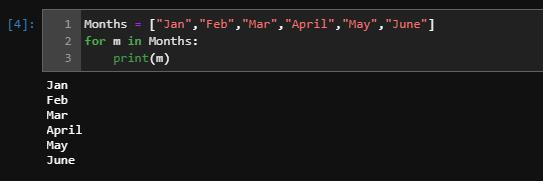 [4]:
1 Months = ["Jan","Feb","Mar","April","May","June"]
2 for m in Months:
3     print(m)
Jan
Feb
Mar
April
May
June